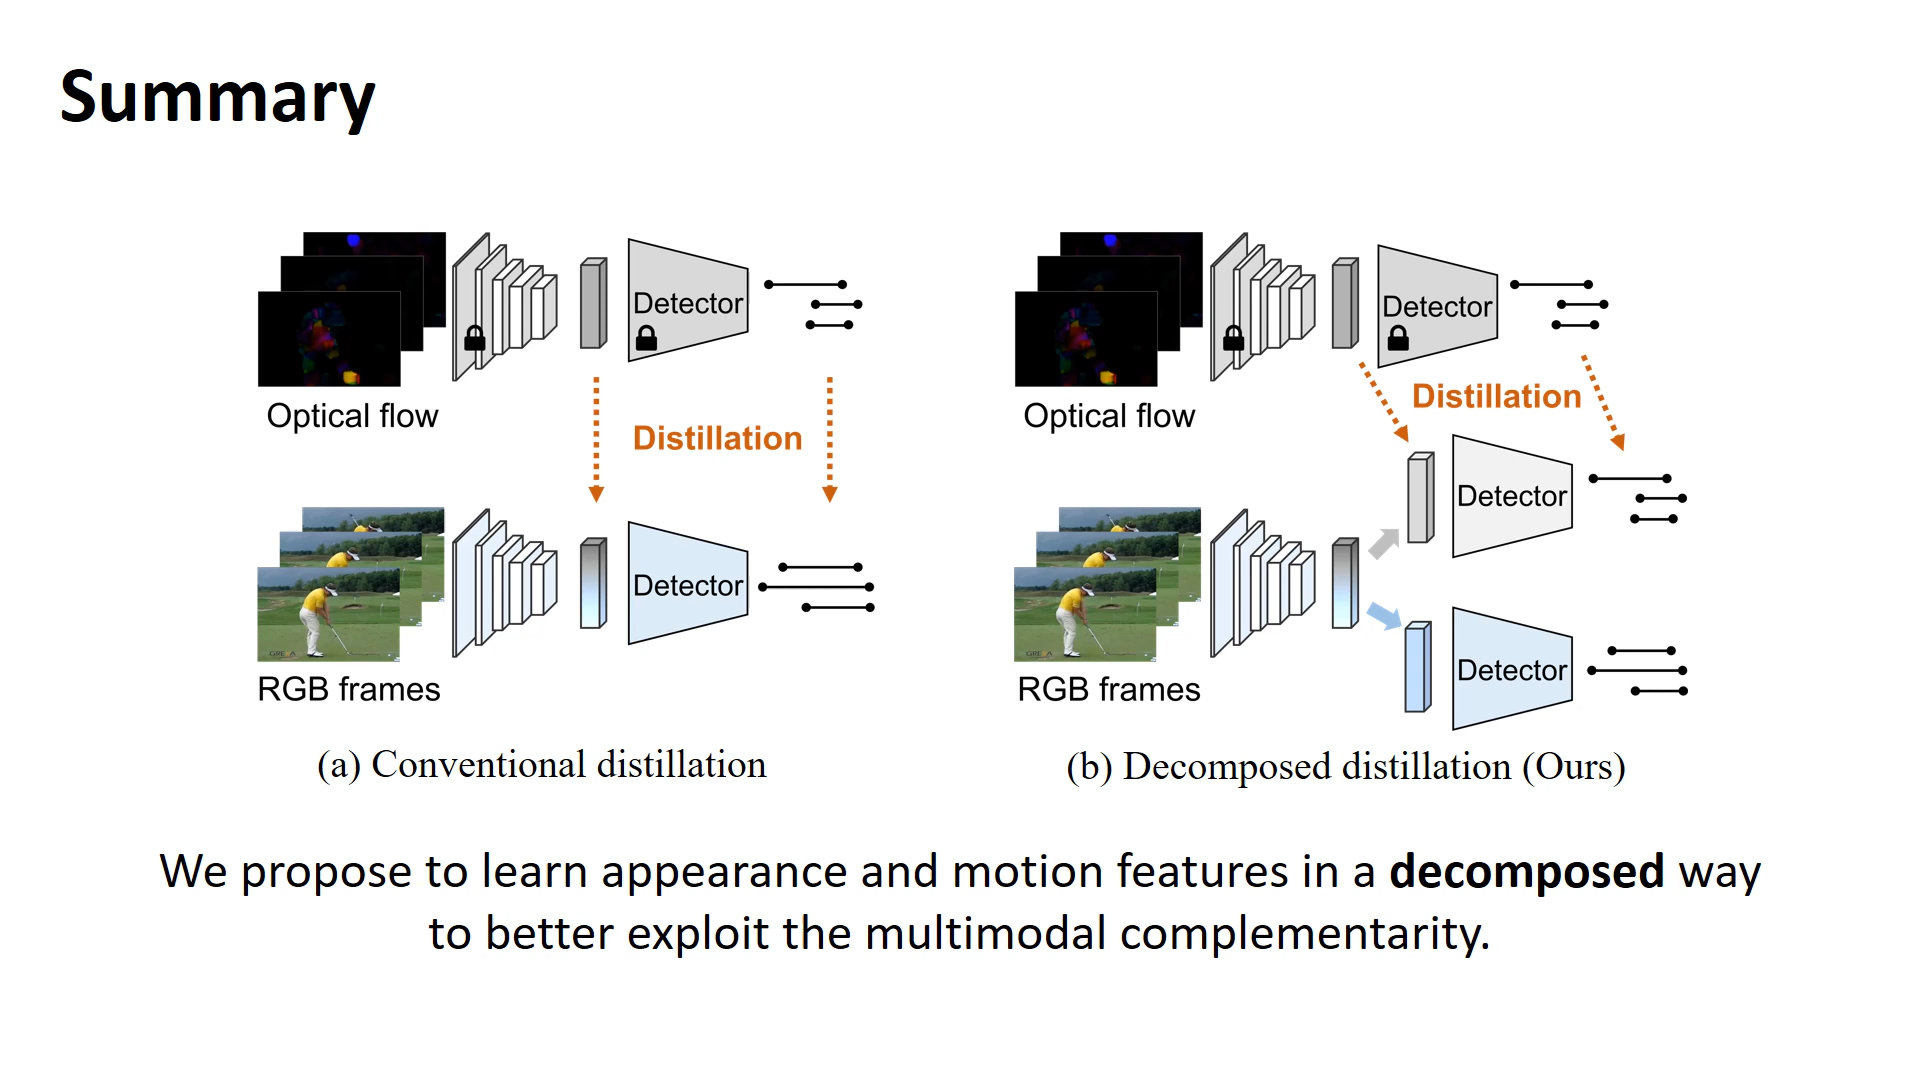 Summary
Detector
Optical flow
Distillation
Detector
RGB frames
(a) Conventional distillation
Detector
Optical flow
Distillation
Detector
Detector
RGB frames
(b) Decomposed distillation (Ours)
We propose to learn appearance and motion features in a decomposed way
to better exploit the multimodal complementarity.